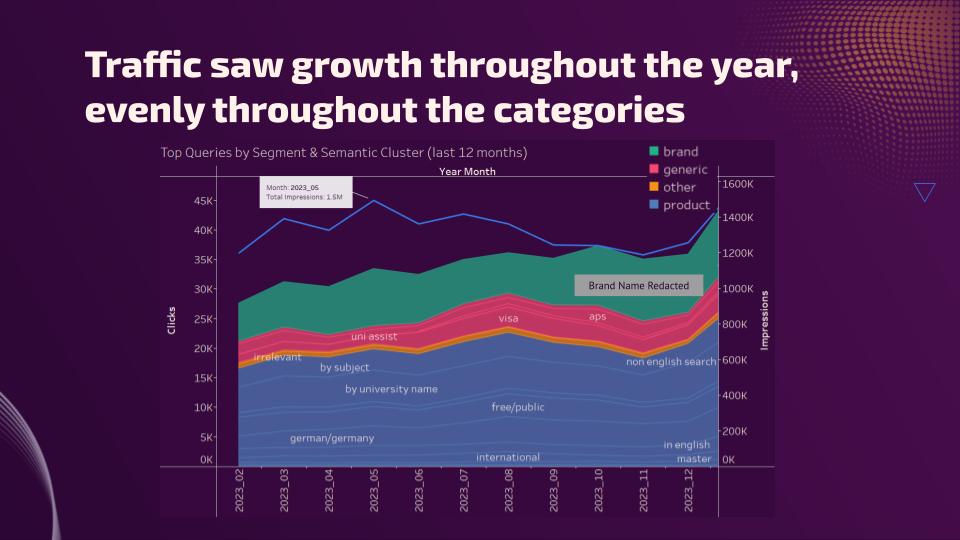 Traffic saw growth throughout the year,
evenly throughout the categories
Top Queries by Segment & Semantic Cluster (last 12 months)
Year Month
brand
generic
other
product
Month: 2023_05
Total Impressions: 1.5M
45K
40K
35K
30K
25K
20K
15K
10K
5K
0K
Clicks
1600K
1400K
1200K
1000K
800K
600K
400K
200K
0K
Impressions
Brand Name Redacted
visa
aps
uni assist
irrelevant
by subject
non english search
by university name
free/public
german/germany
in english
international
master
2023_02
2023_03
2023_04
2023_05
2023_06
2023_07
2023_08
2023_09
2023_10
2023_11
2023_12